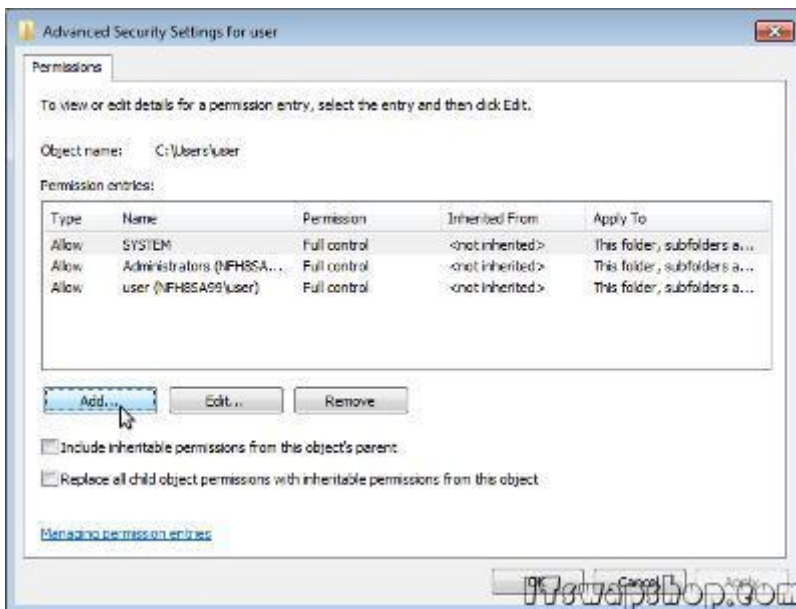 Advanced Security Settings for user
Permissions
To view or edit details for a permission entry, select the entry and then click Edit.
Object name: C:\Users\user
Permission entries:
Type Name Permission Inherited From Apply To
Allow SYSTEM Full control <not inherited> This folder, subfolders a...
Allow Administrators (NFH8SA... Full control <not inherited> This folder, subfolders a...
Allow user (NFH8SA99\user) Full control <not inherited> This folder, subfolders a...
Add... Edit... Remove
Include inheritable permissions from this object's parent
Replace all child object permissions with inheritable permissions from this object
Managing permission entries
OK Cancel Apply